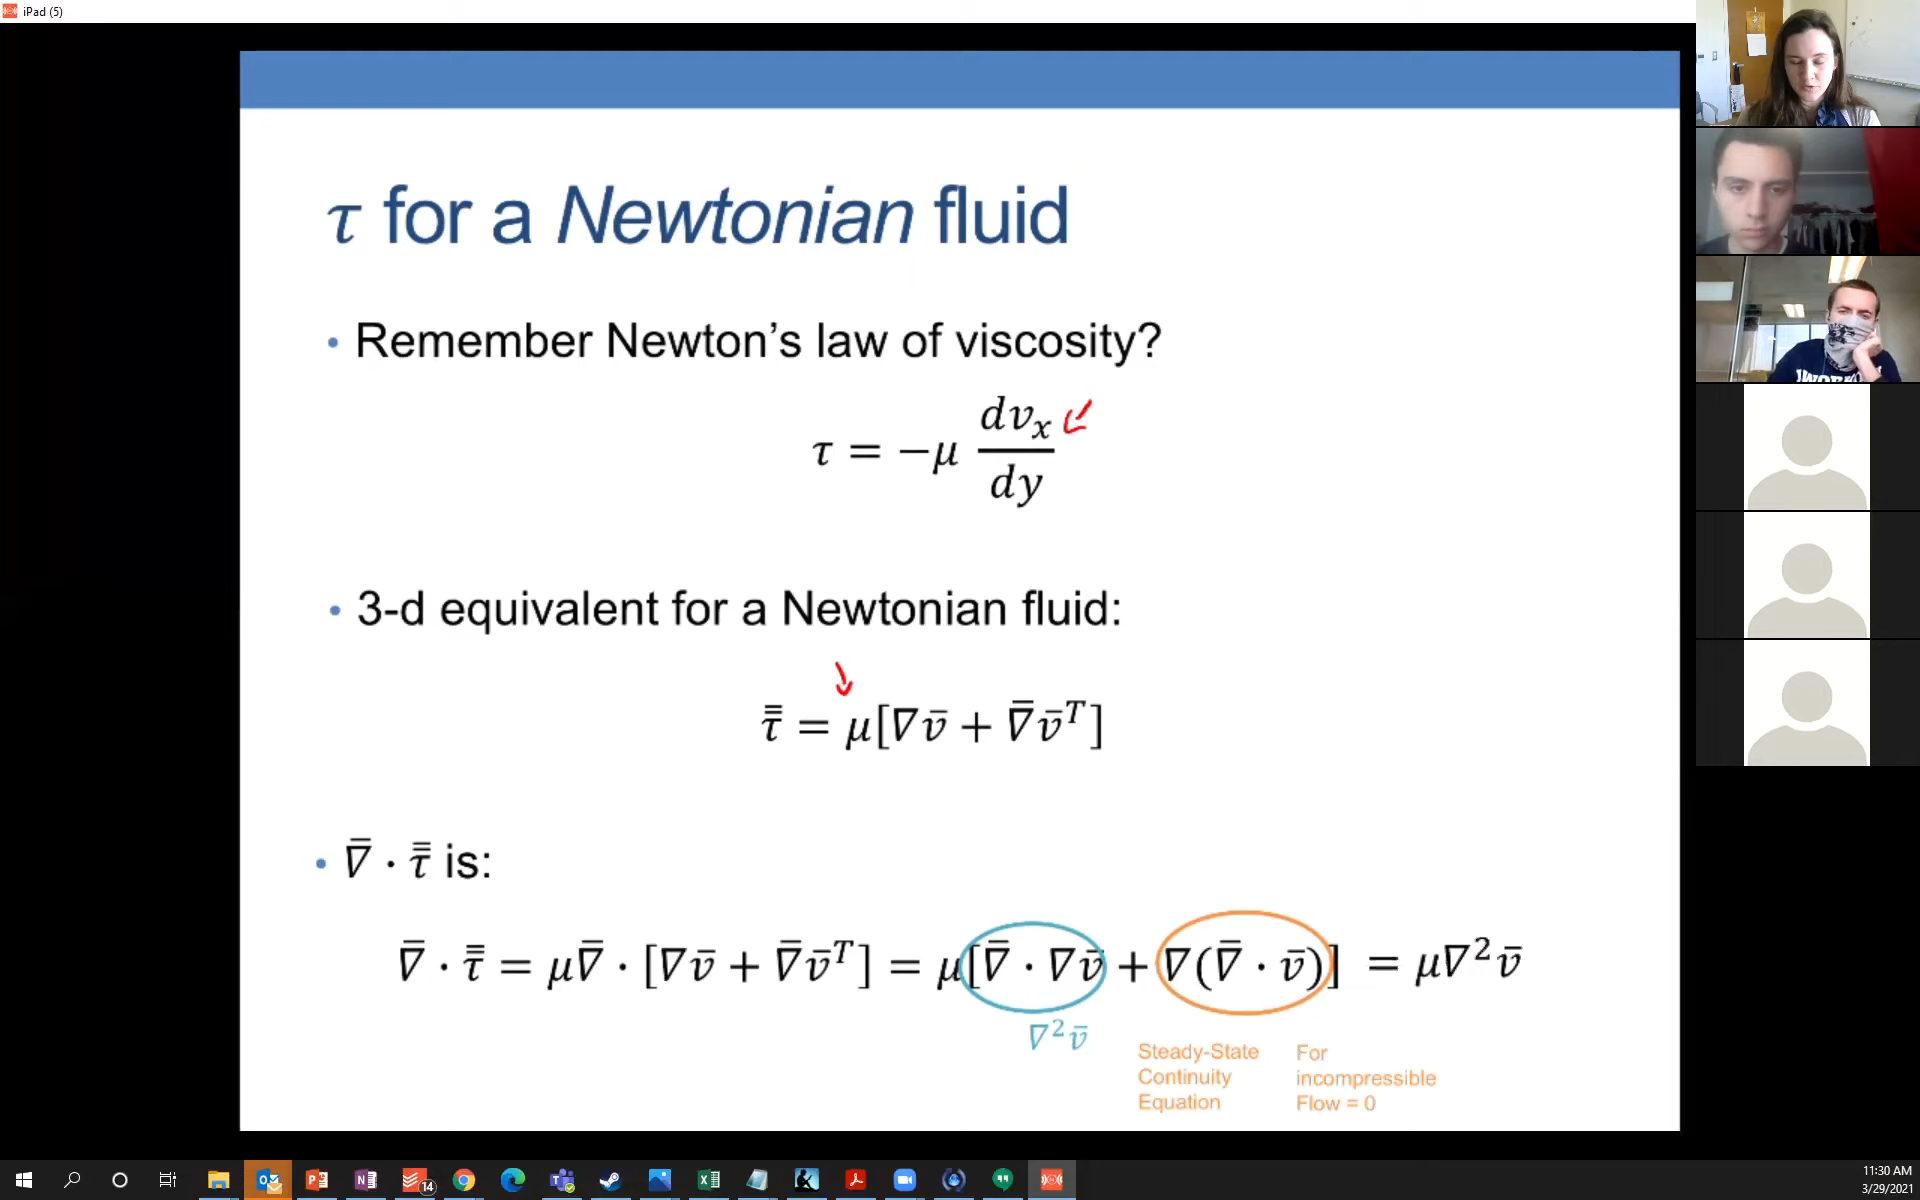 iPad (5)
τ for a Newtonian fluid
• Remember Newton's law of viscosity?
τ = −μ dvₓ/dy
• 3-d equivalent for a Newtonian fluid:
τ̿ = μ[∇v̄ + ∇̄v̄ᵀ]
• ∇̄ · τ̿ is:
∇̄ · τ̿ = μ∇̄ · [∇v̄ + ∇̄v̄ᵀ] = μ[∇̄ · ∇v̄ + ∇(∇̄ · v̄)] = μ∇²v̄
∇²v̄
Steady-State
Continuity
Equation
For
incompressible
Flow = 0
14
11:30 AM
3/29/2021